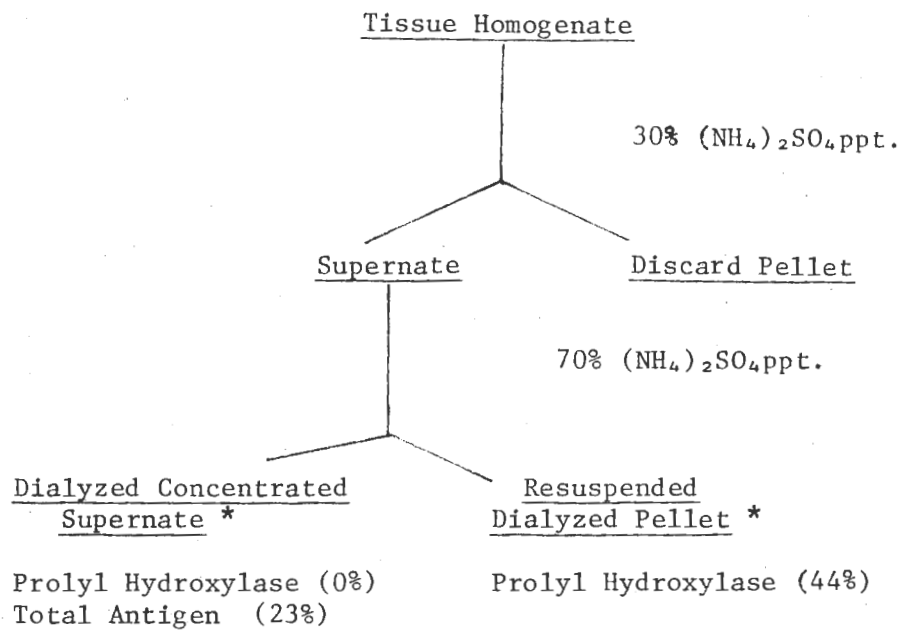 Tissue Homogenate
30% (NH₄)₂SO₄ppt.
Supernate
Discard Pellet
70% (NH₄)₂SO₄ppt.
Dialyzed Concentrated
Supernate *
Resuspended
Dialyzed Pellet *
Prolyl Hydroxylase (0%)
Total Antigen (23%)
Prolyl Hydroxylase (44%)